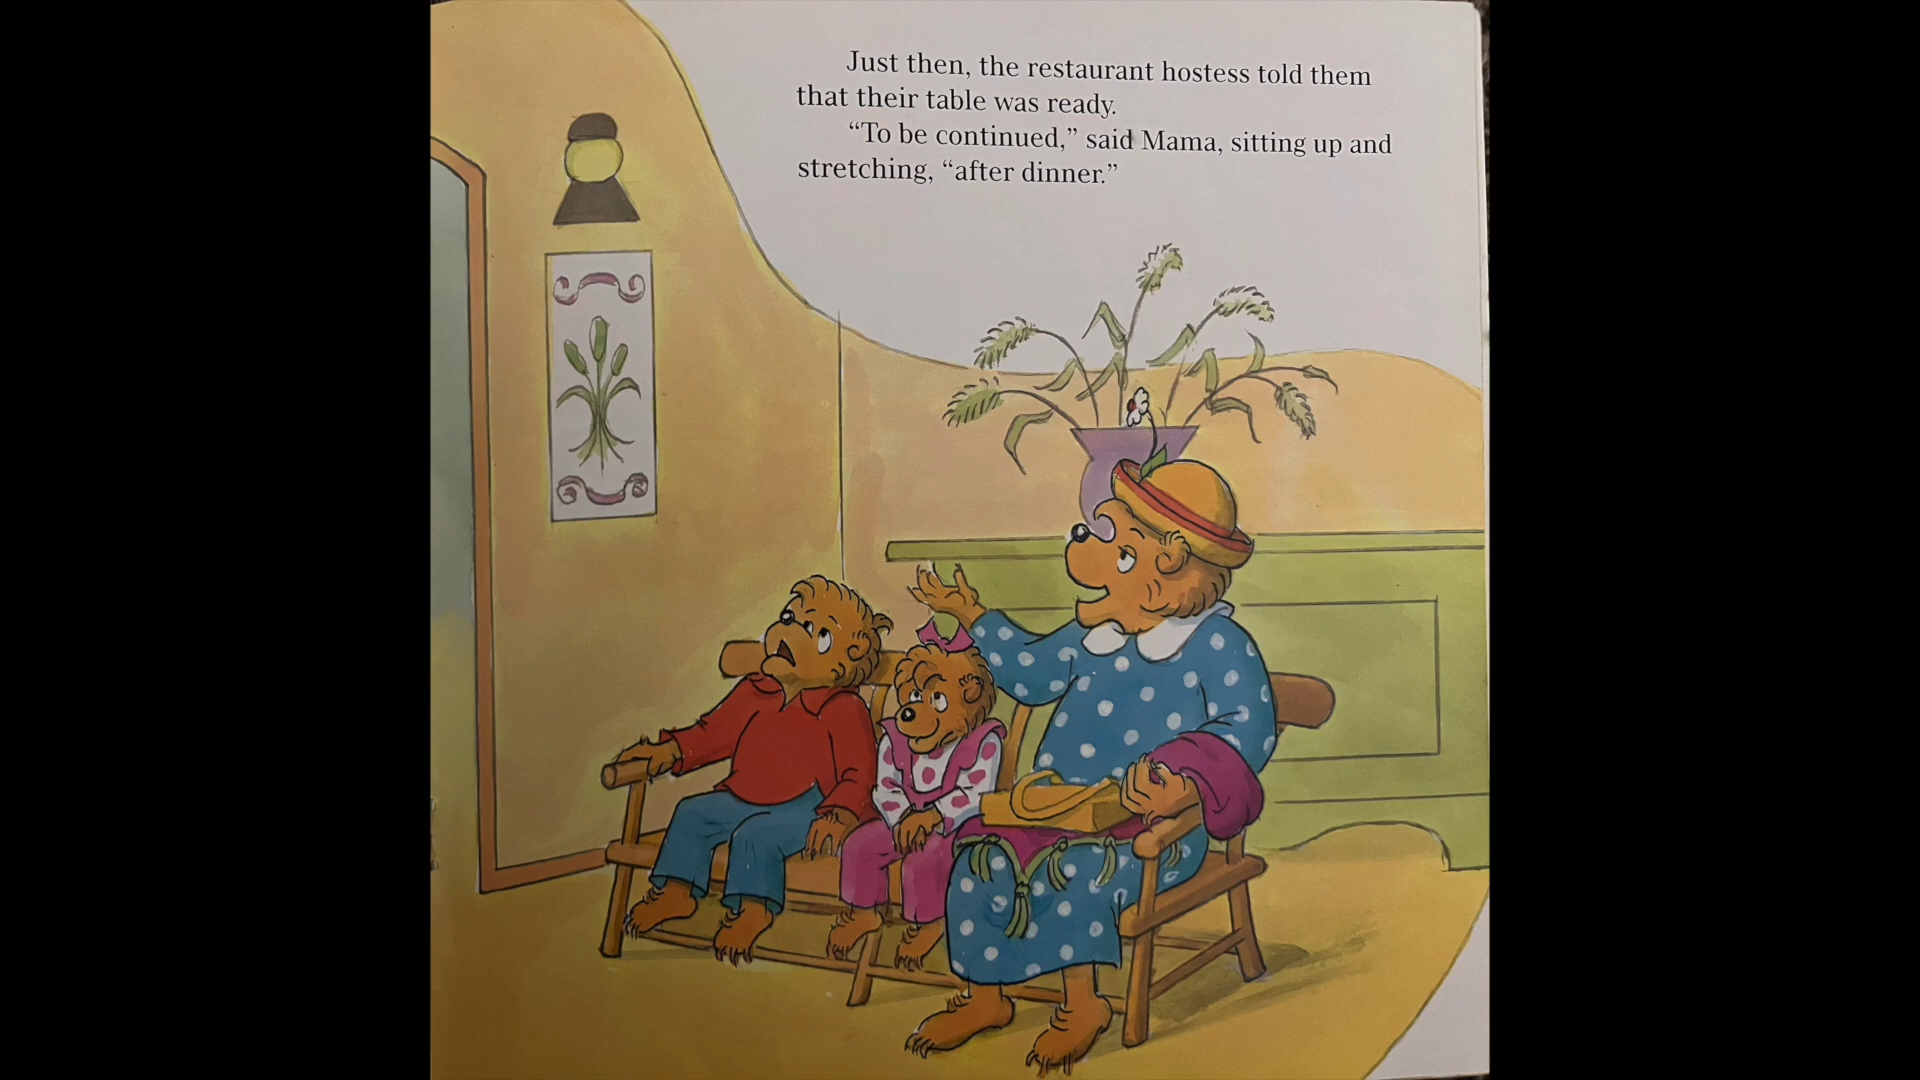 Just then, the restaurant hostess told them
that their table was ready.
“To be continued,” said Mama, sitting up and
stretching, “after dinner.”